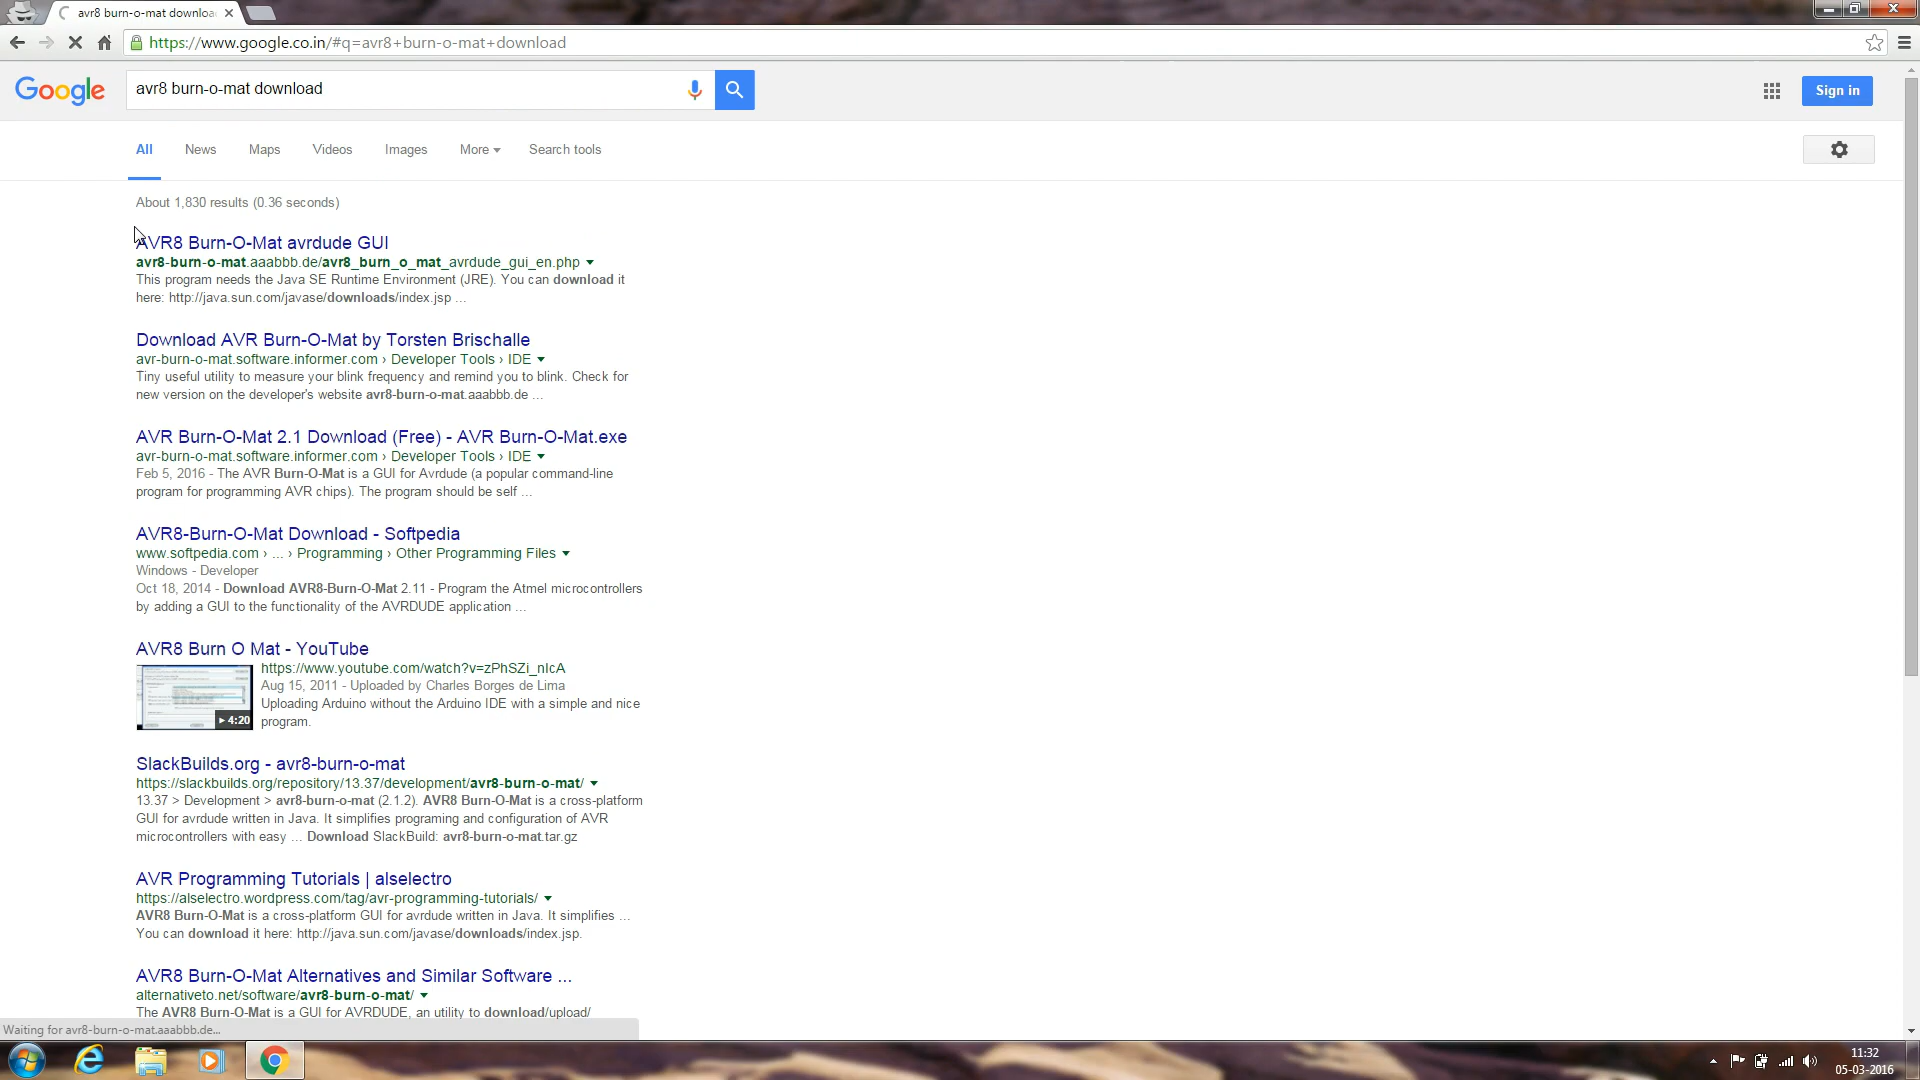 avr8 burn-o-mat downloa
https://www.google.co.in/#q=avr8+burn-o-mat+download
Google
avr8 burn-o-mat download
Sign in
All News Maps Videos Images More Search tools
About 1,830 results (0.36 seconds)
AVR8 Burn-O-Mat avrdude GUI
avr8-burn-o-mat.aaabbb.de/avr8_burn_o_mat_avrdude_gui_en.php
This program needs the Java SE Runtime Environment (JRE). You can download it
here: http://java.sun.com/javase/downloads/index.jsp ...
Download AVR Burn-O-Mat by Torsten Brischalle
avr-burn-o-mat.software.informer.com › Developer Tools › IDE
Tiny useful utility to measure your blink frequency and remind you to blink. Check for
new version on the developer's website avr8-burn-o-mat.aaabbb.de ...
AVR Burn-O-Mat 2.1 Download (Free) - AVR Burn-O-Mat.exe
avr-burn-o-mat.software.informer.com › Developer Tools › IDE
Feb 5, 2016 - The AVR Burn-O-Mat is a GUI for Avrdude (a popular command-line
program for programming AVR chips). The program should be self ...
AVR8-Burn-O-Mat Download - Softpedia
www.softpedia.com › ... › Programming › Other Programming Files
Windows - Developer
Oct 18, 2014 - Download AVR8-Burn-O-Mat 2.11 - Program the Atmel microcontrollers
by adding a GUI to the functionality of the AVRDUDE application ...
AVR8 Burn O Mat - YouTube
https://www.youtube.com/watch?v=zPhSZi_nIcA
Aug 15, 2011 - Uploaded by Charles Borges de Lima
Uploading Arduino without the Arduino IDE with a simple and nice
program.
4:20
SlackBuilds.org - avr8-burn-o-mat
https://slackbuilds.org/repository/13.37/development/avr8-burn-o-mat/
13.37 > Development > avr8-burn-o-mat (2.1.2). AVR8 Burn-O-Mat is a cross-platform
GUI for avrdude written in Java. It simplifies programing and configuration of AVR
microcontrollers with easy ... Download SlackBuild: avr8-burn-o-mat.tar.gz
AVR Programming Tutorials | alselectro
https://alselectro.wordpress.com/tag/avr-programming-tutorials/
AVR8 Burn-O-Mat is a cross-platform GUI for avrdude written in Java. It simplifies ...
You can download it here: http://java.sun.com/javase/downloads/index.jsp.
AVR8 Burn-O-Mat Alternatives and Similar Software ...
alternativeto.net/software/avr8-burn-o-mat/
The AVR8 Burn-O-Mat is a GUI for AVRDUDE, an utility to download/upload/
Waiting for avr8-burn-o-mat.aaabbb.de...
11:32
05-03-2016